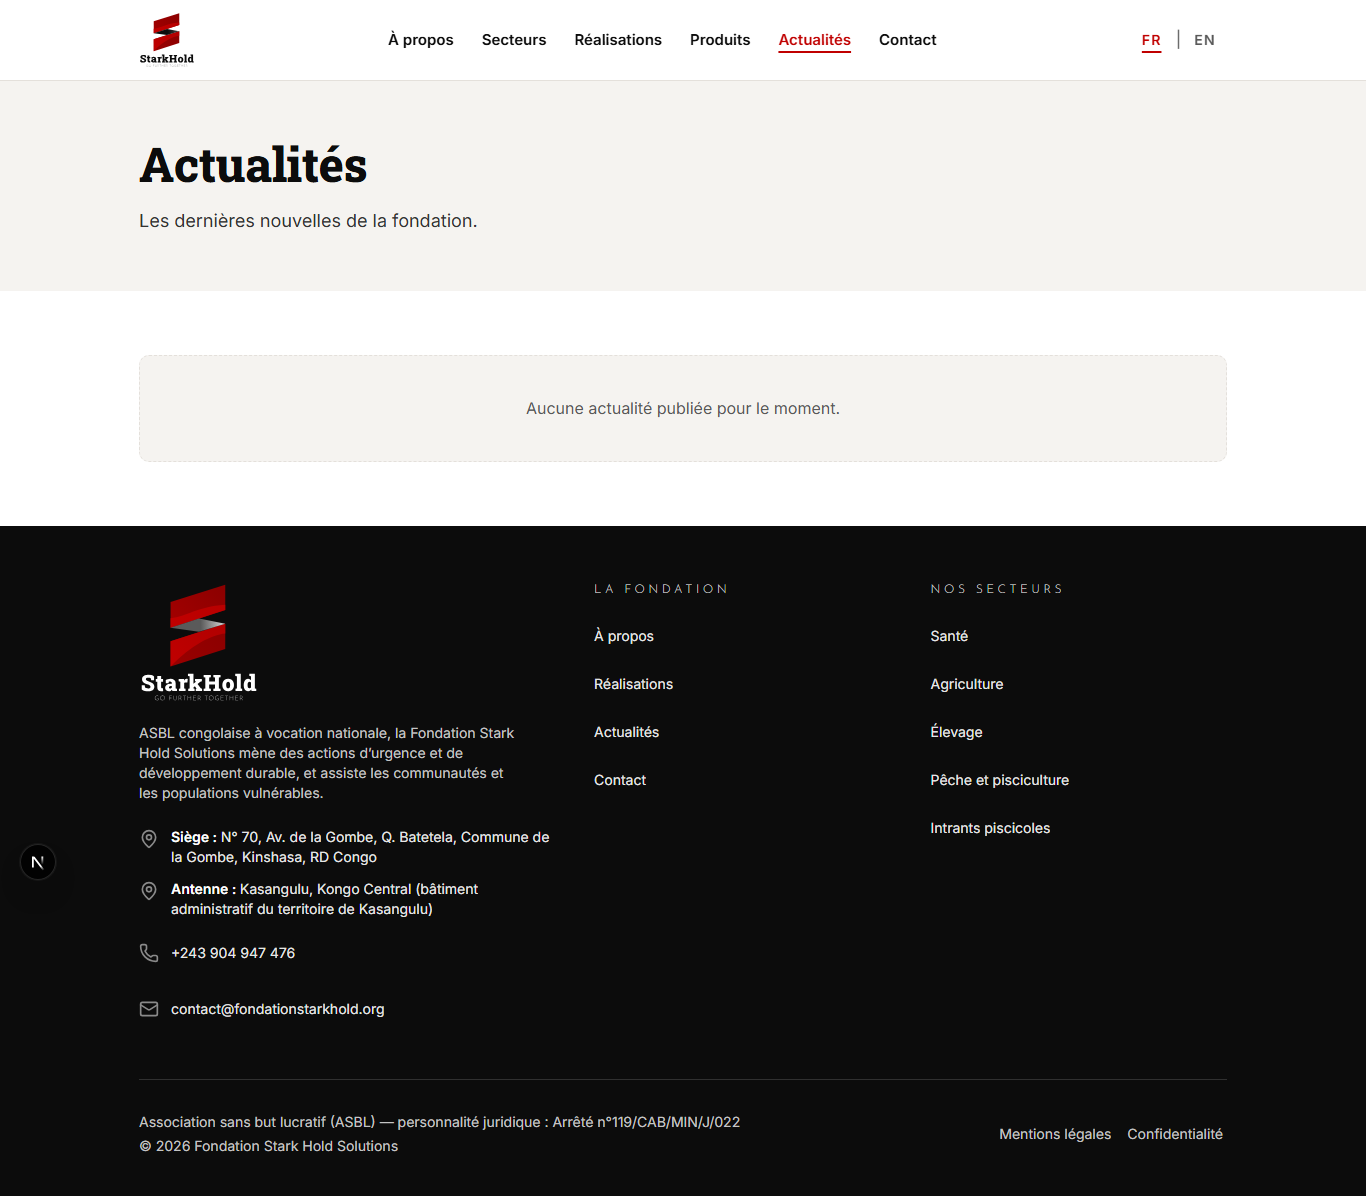 StarkHold
À propos
Secteurs
Réalisations
Produits
Actualités
Contact
FR | EN
Actualités
Les dernières nouvelles de la fondation.
Aucune actualité publiée pour le moment.
StarkHold
GO FURTHER TOGETHER
ASBL congolaise à vocation nationale, la Fondation Stark
Hold Solutions mène des actions d’urgence et de
développement durable, et assiste les communautés et
les populations vulnérables.
Siège : N° 70, Av. de la Gombe, Q. Batetela, Commune de
la Gombe, Kinshasa, RD Congo
Antenne : Kasangulu, Kongo Central (bâtiment
administratif du territoire de Kasangulu)
+243 904 947 476
contact@fondationstarkhold.org
LA FONDATION
À propos
Réalisations
Actualités
Contact
NOS SECTEURS
Santé
Agriculture
Élevage
Pêche et pisciculture
Intrants piscicoles
N
Association sans but lucratif (ASBL) — personnalité juridique : Arrêté n°119/CAB/MIN/J/022
© 2026 Fondation Stark Hold Solutions
Mentions légales
Confidentialité